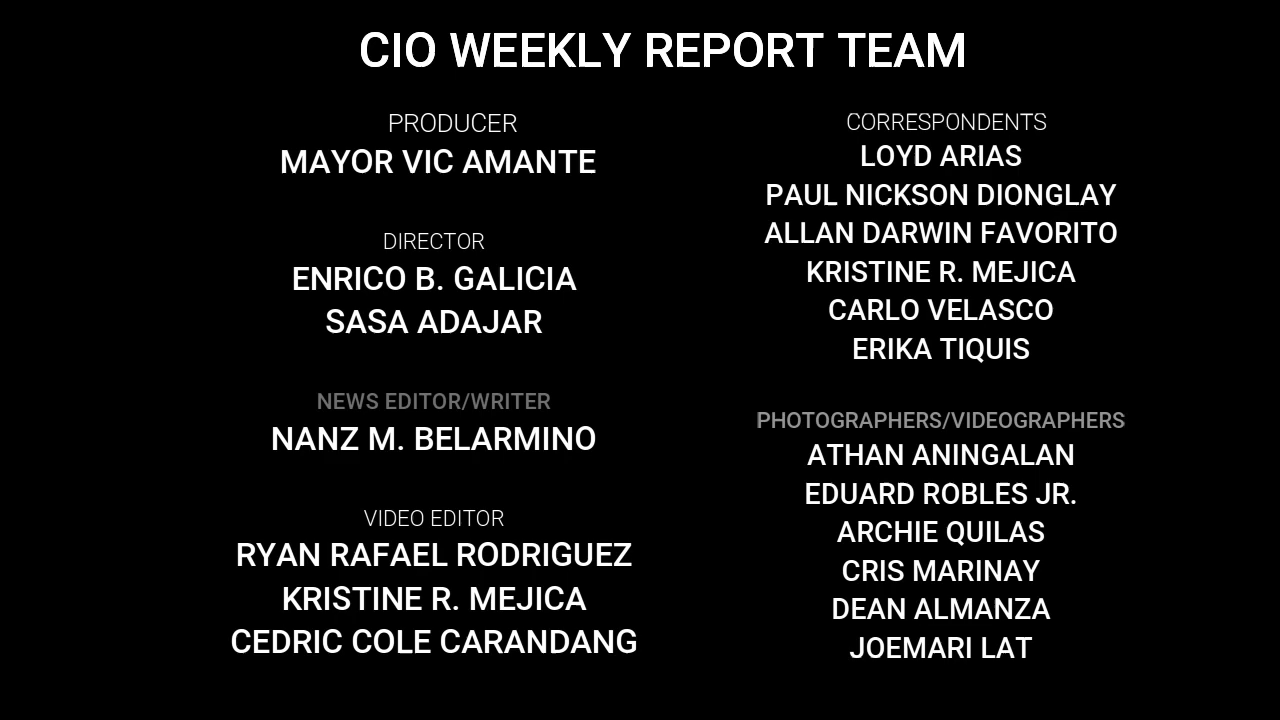 CIO WEEKLY REPORT TEAM
PRODUCER
MAYOR VIC AMANTE
DIRECTOR
ENRICO B. GALICIA
SASA ADAJAR
NEWS EDITOR/WRITER
NANZ M. BELARMINO
VIDEO EDITOR
RYAN RAFAEL RODRIGUEZ
KRISTINE R. MEJICA
CEDRIC COLE CARANDANG
CORRESPONDENTS
LOYD ARIAS
PAUL NICKSON DIONGLAY
ALLAN DARWIN FAVORITO
KRISTINE R. MEJICA
CARLO VELASCO
ERIKA TIQUIS
PHOTOGRAPHERS/VIDEOGRAPHERS
ATHAN ANINGALAN
EDUARD ROBLES JR.
ARCHIE QUILAS
CRIS MARINAY
DEAN ALMANZA
JOEMARI LAT